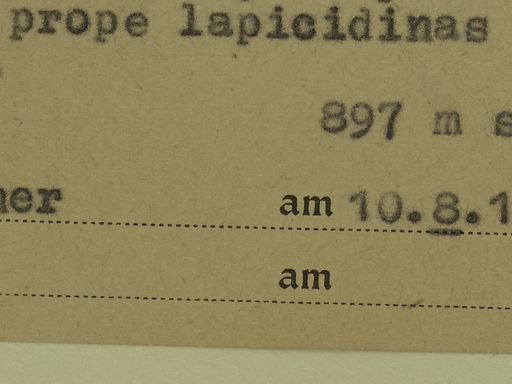 prope lapicidinas
897 m s
ner am 10.8.1
am